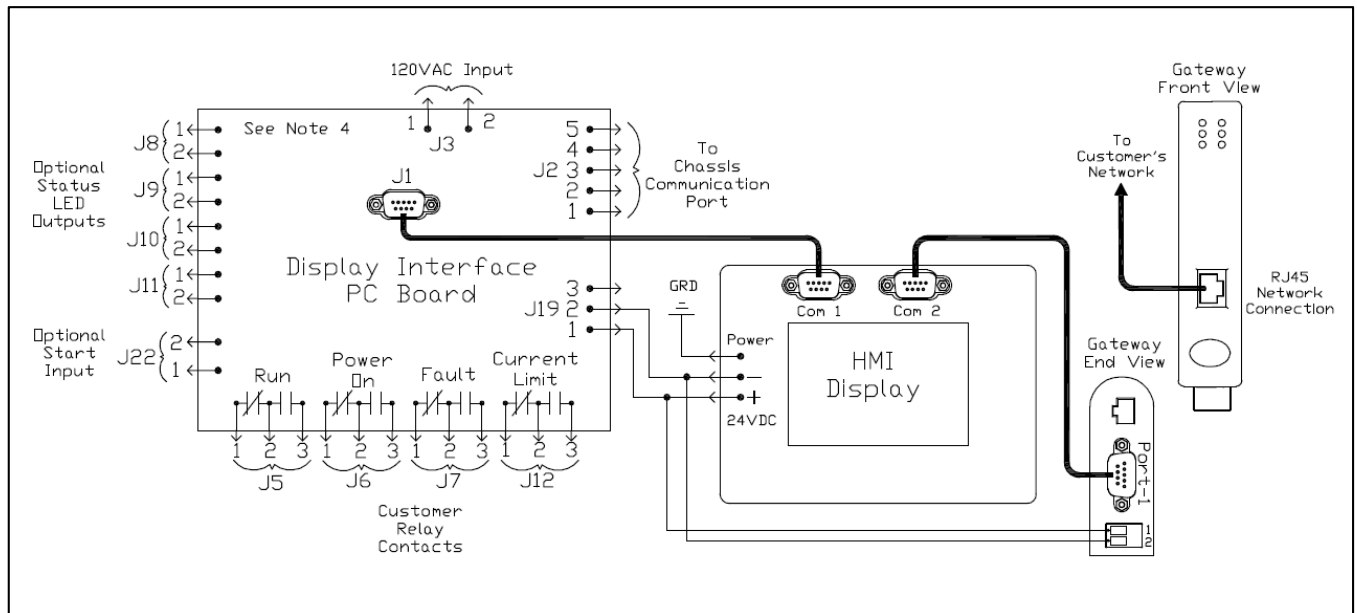 120VAC Input
1
J3
2
See Note 4
J8
1
2
J9
1
2
J10
1
2
J11
1
2
Optional
Status
LED
Outputs
Optional
Start
Input
J22
2
1
J1
Display Interface
PC Board
5
4
J2 3
2
1
To
Chassis
Communication
Port
3
J19 2
1
Run
Power
On
Fault
Current
Limit
1 2 3
J5
1 2 3
J6
1 2 3
J7
1 2 3
J12
Customer
Relay
Contacts
GRD
Power
−
+
24VDC
Com 1
Com 2
HMI
Display
Gateway
Front View
To
Customer's
Network
RJ45
Network
Connection
Gateway
End View
Port-1
1
2